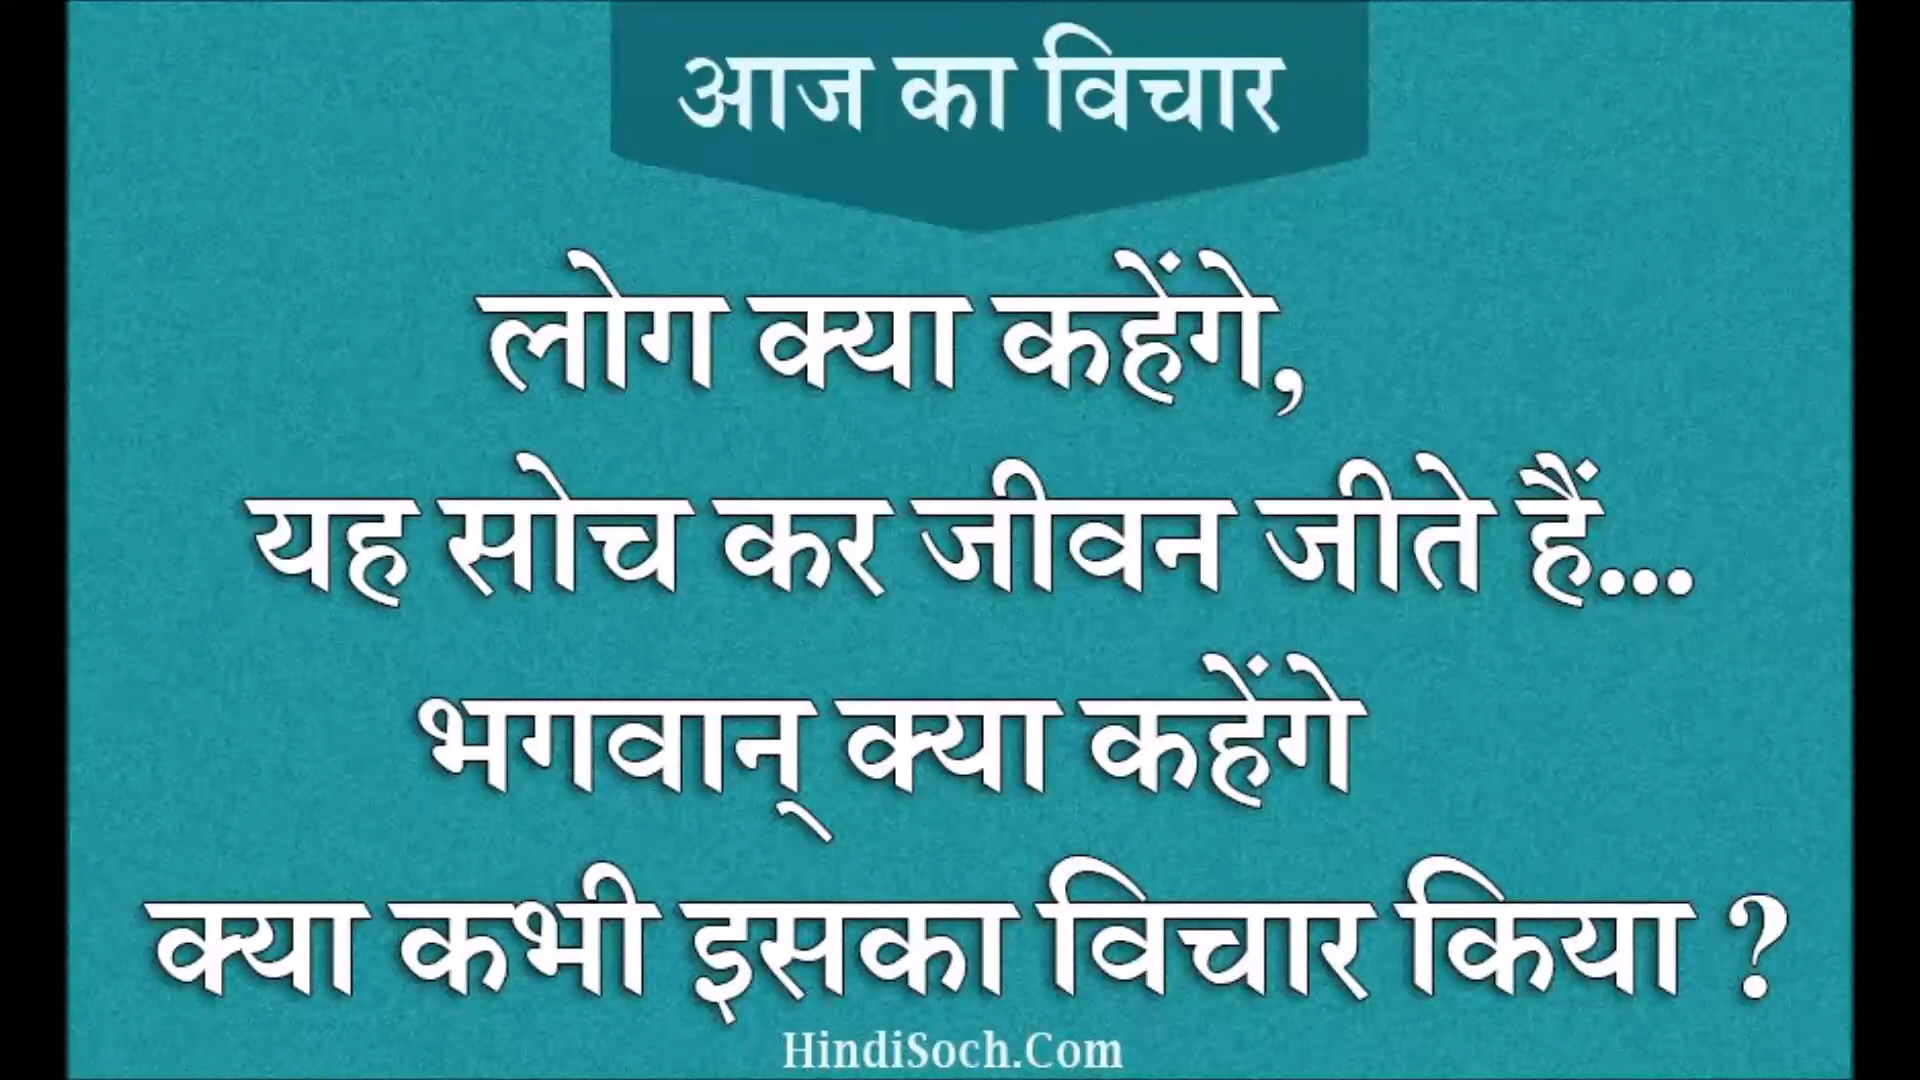 आज का विचार
लोग क्या कहेंगे,
यह सोच कर जीवन जीते हैं...
भगवान् क्या कहेंगे
क्या कभी इसका विचार किया ?
HindiSoch.Com